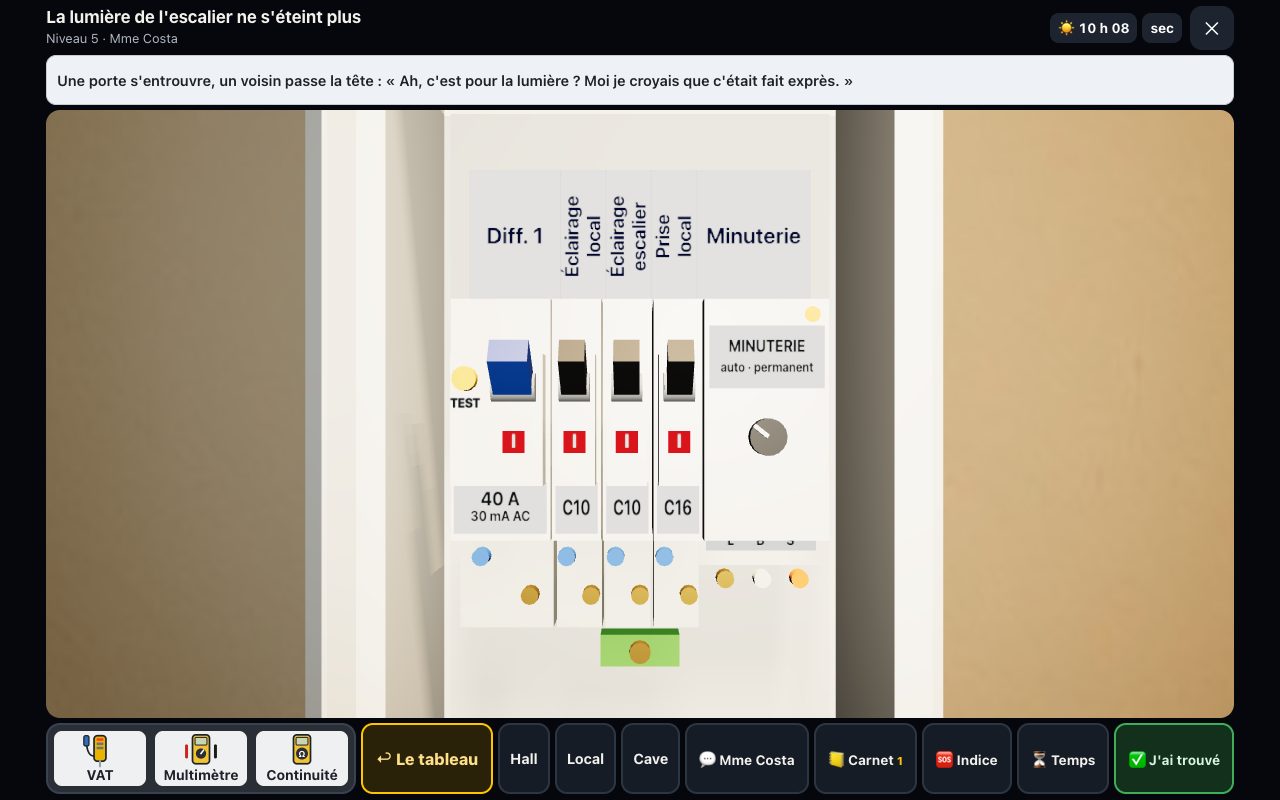 La lumière de l'escalier ne s'éteint plus
Niveau 5 · Mme Costa
10 h 08
sec
Une porte s'entrouvre, un voisin passe la tête : « Ah, c'est pour la lumière ? Moi je croyais que c'était fait exprès. »
Diff. 1
Éclairage
local
Éclairage
escalier
Prise
local
Minuterie
TEST
MINUTERIE
auto · permanent
40 A
30 mA AC
C10
C10
C16
VAT
Multimètre
Continuité
Le tableau
Hall
Local
Cave
Mme Costa
Carnet 1
SOS
Indice
Temps
J'ai trouvé